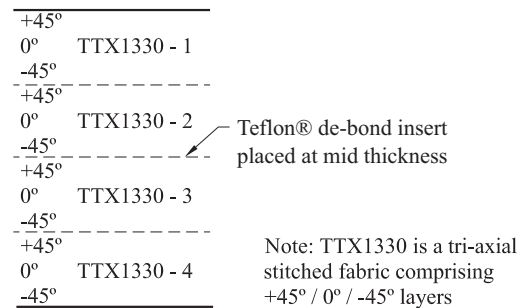 +45º
0º TTX1330 - 1
-45º
+45º
0º TTX1330 - 2
-45º
Teflon® de-bond insert
placed at mid thickness
+45º
0º TTX1330 - 3
-45º
+45º
0º TTX1330 - 4
-45º
Note: TTX1330 is a tri-axial
stitched fabric comprising
+45º / 0º / -45º layers